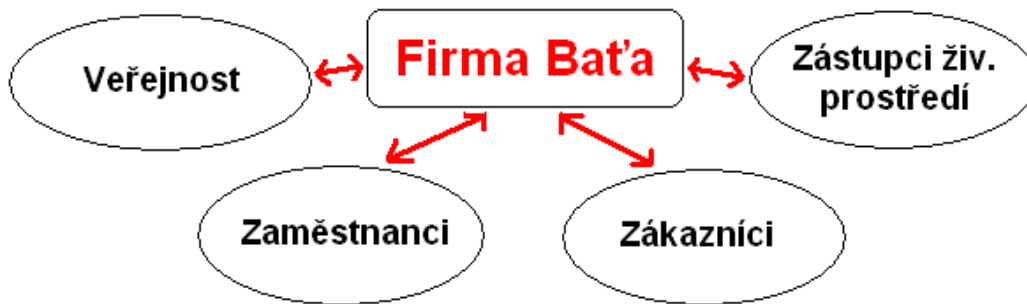 Veřejnost
Firma Baťa
Zástupci živ.
prostředí
Zaměstnanci
Zákazníci